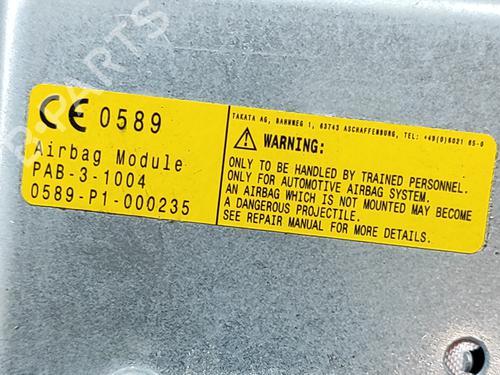 CE 0589
Airbag Module
PAB-3-1004
0589-P1-000235
TAKATA AG, BAHNWEG 1, 63743 ASCHAFFENBURG, TEL: +49(0)6021 65-0
WARNING:
ONLY TO BE HANDLED BY TRAINED PERSONNEL.
ONLY FOR AUTOMOTIVE AIRBAG SYSTEM.
AN AIRBAG WHICH IS NOT MOUNTED MAY BECOME
A DANGEROUS PROJECTILE.
SEE REPAIR MANUAL FOR MORE DETAILS.
B-PARTS